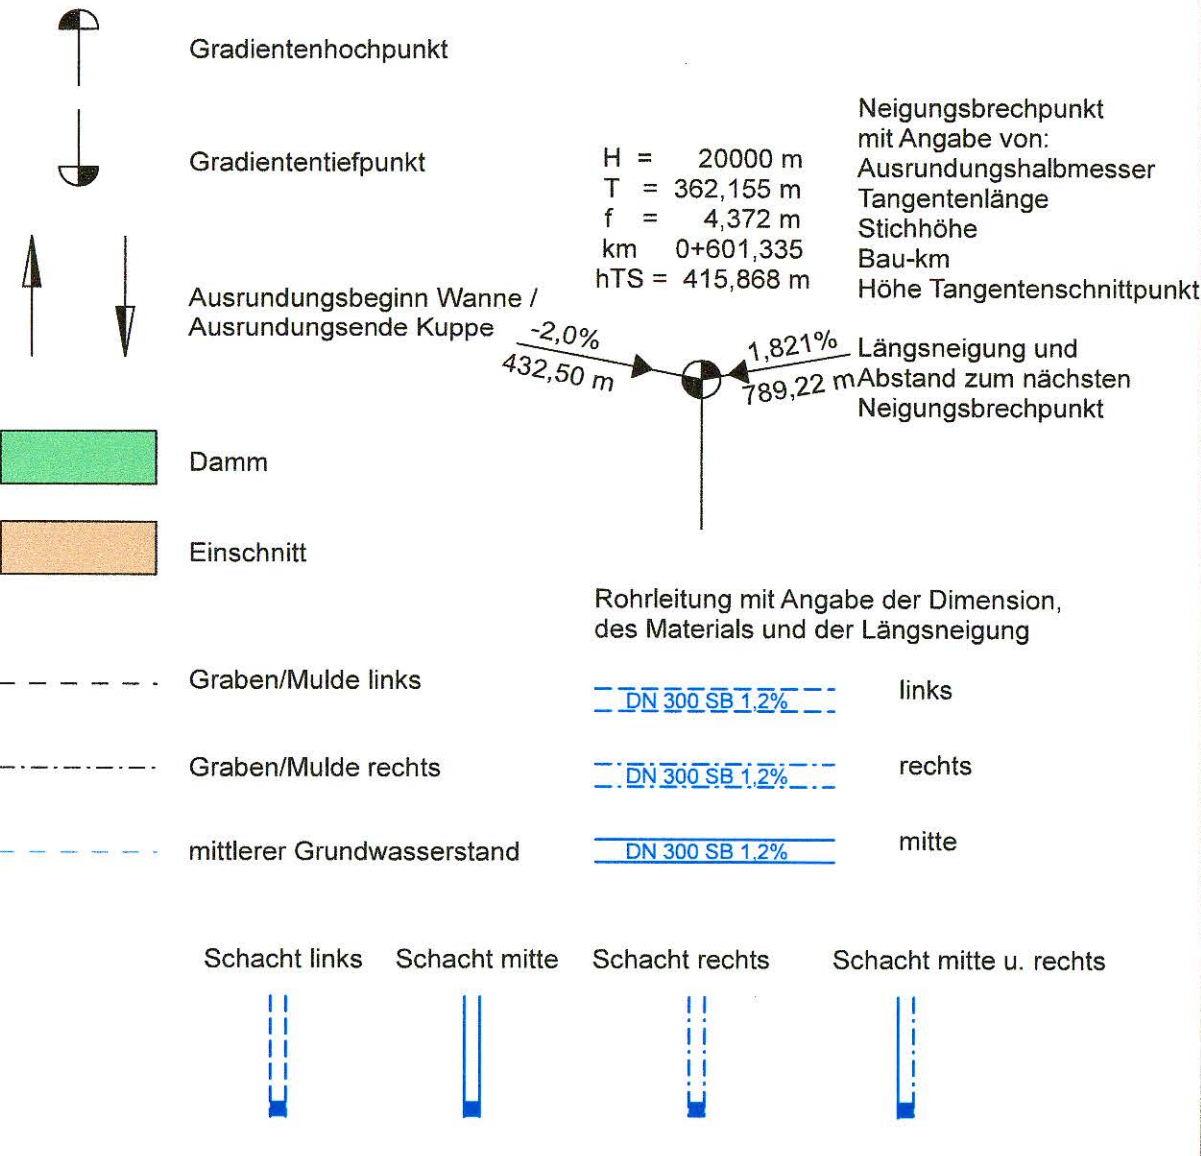 Gradientenhochpunkt
Gradiententiefpunkt
Ausrundungsbeginn Wanne /
Ausrundungsende Kuppe
Damm
Einschnitt
Graben/Mulde links
Graben/Mulde rechts
mittlerer Grundwasserstand
H = 20000 m
T = 362,155 m
f = 4,372 m
km 0+601,335
hTS = 415,868 m
Neigungsbrechpunkt
mit Angabe von:
Ausrundungshalbmesser
Tangentenlänge
Stichhöhe
Bau-km
Höhe Tangentenschnittpunkt
-2,0%
432,50 m
1,821%
789,22 m
Längsneigung und
Abstand zum nächsten
Neigungsbrechpunkt
Rohrleitung mit Angabe der Dimension,
des Materials und der Längsneigung
DN 300 SB 1,2% links
DN 300 SB 1,2% rechts
DN 300 SB 1,2% mitte
Schacht links Schacht mitte Schacht rechts Schacht mitte u. rechts